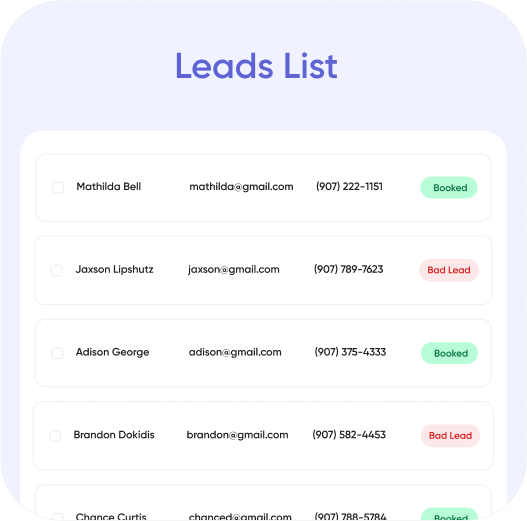 Leads List
Mathilda Bell mathilda@gmail.com (907) 222-1151 Booked
Jaxson Lipshutz jaxson@gmail.com (907) 789-7623 Bad Lead
Adison George adison@gmail.com (907) 375-4333 Booked
Brandon Dokidis brandon@gmail.com (907) 582-4453 Bad Lead
Chance Curtis chanced@gmail.com (907) 788-5784 Booked